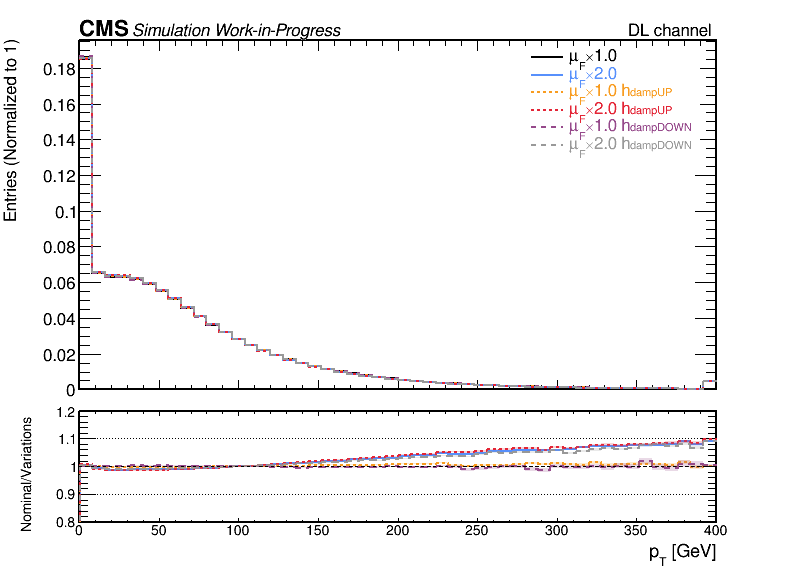 CMS Simulation Work-in-Progress DL channel
Entries (Normalized to 1)
0.18
0.16
0.14
0.12
0.1
0.08
0.06
0.04
0.02
0
μF×1.0
μF×2.0
μF×1.0 hdampUP
μF×2.0 hdampUP
μF×1.0 hdampDOWN
μF×2.0 hdampDOWN
Nominal/Variations
1.2
1.1
1
0.9
0.8
0 50 100 150 200 250 300 350 400
pT [GeV]